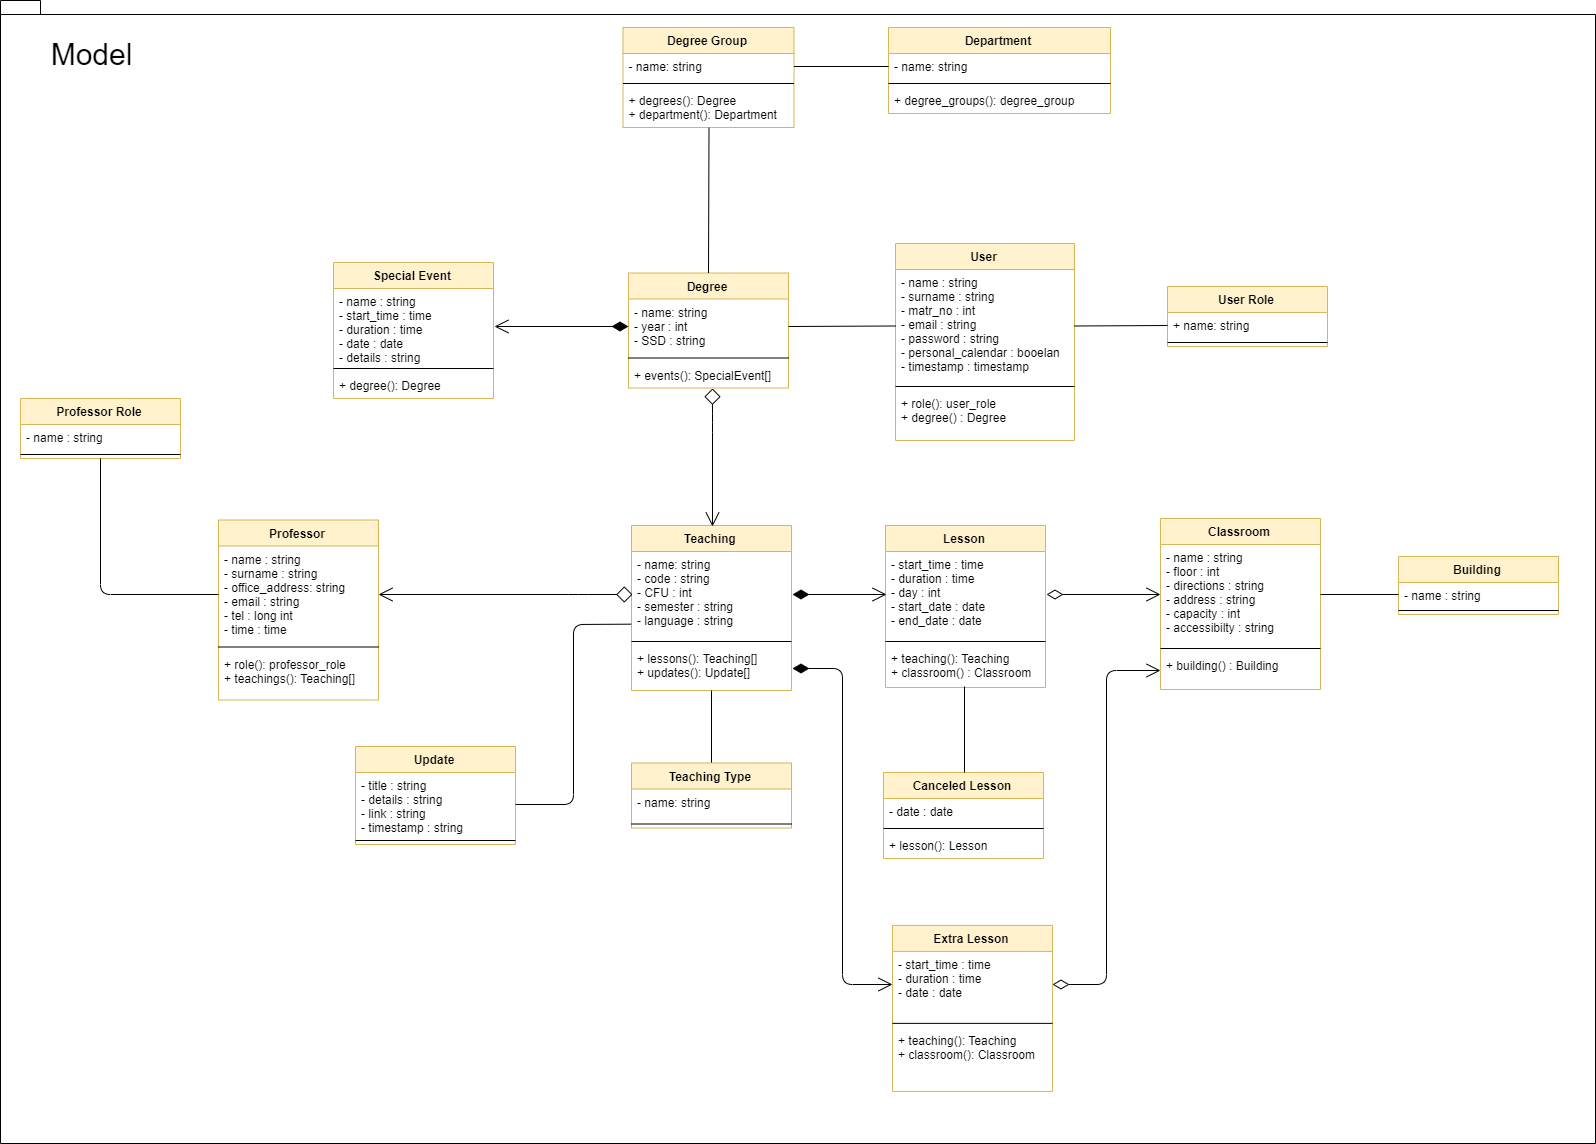 Model
Degree Group
- name: string
+ degrees(): Degree
+ department(): Department
Department
- name: string
+ degree_groups(): degree_group
Special Event
- name : string
- start_time : time
- duration : time
- date : date
- details : string
+ degree(): Degree
Degree
- name: string
- year : int
- SSD : string
+ events(): SpecialEvent[]
User
- name : string
- surname : string
- matr_no : int
- email : string
- password : string
- personal_calendar : booelan
- timestamp : timestamp
+ role(): user_role
+ degree() : Degree
User Role
+ name: string
Professor Role
- name : string
Professor
- name : string
- surname : string
- office_address: string
- email : string
- tel : long int
- time : time
+ role(): professor_role
+ teachings(): Teaching[]
Teaching
- name: string
- code : string
- CFU : int
- semester : string
- language : string
+ lessons(): Teaching[]
+ updates(): Update[]
Lesson
- start_time : time
- duration : time
- day : int
- start_date : date
- end_date : date
+ teaching(): Teaching
+ classroom() : Classroom
Classroom
- name : string
- floor : int
- directions : string
- address : string
- capacity : int
- accessibilty : string
+ building() : Building
Building
- name : string
Update
- title : string
- details : string
- link : string
- timestamp : string
Teaching Type
- name: string
Canceled Lesson
- date : date
+ lesson(): Lesson
Extra Lesson
- start_time : time
- duration : time
- date : date
+ teaching(): Teaching
+ classroom(): Classroom